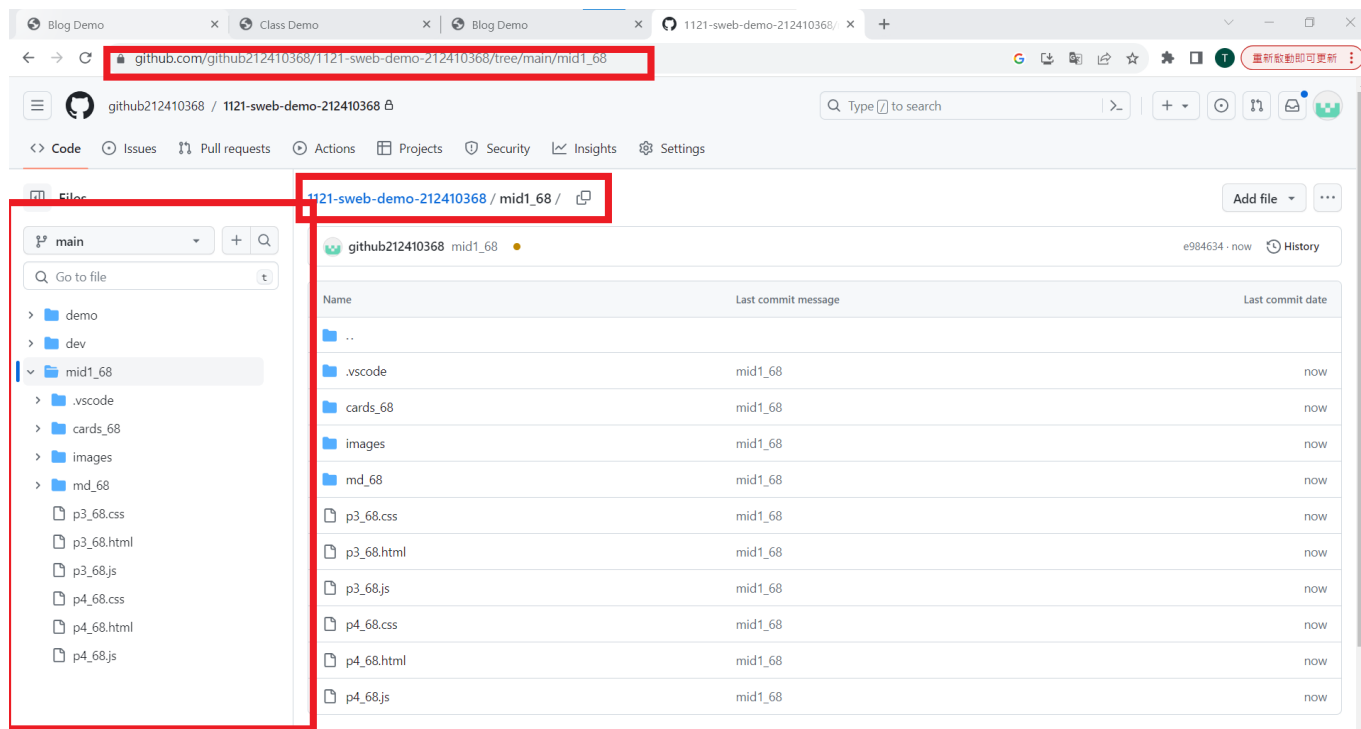 Blog Demo
Class Demo
Blog Demo
1121-sweb-demo-212410368/
github.com/github212410368/1121-sweb-demo-212410368/tree/main/mid1_68
G
T
重新啟動即可更新
github212410368 / 1121-sweb-demo-212410368
Type / to search
Code
Issues
Pull requests
Actions
Projects
Security
Insights
Settings
Files
main
Go to file
t
demo
dev
mid1_68
.vscode
cards_68
images
md_68
p3_68.css
p3_68.html
p3_68.js
p4_68.css
p4_68.html
p4_68.js
1121-sweb-demo-212410368 / mid1_68 /
Add file
github212410368 mid1_68
e984634 · now
History
Name Last commit message Last commit date
..
.vscode mid1_68 now
cards_68 mid1_68 now
images mid1_68 now
md_68 mid1_68 now
p3_68.css mid1_68 now
p3_68.html mid1_68 now
p3_68.js mid1_68 now
p4_68.css mid1_68 now
p4_68.html mid1_68 now
p4_68.js mid1_68 now